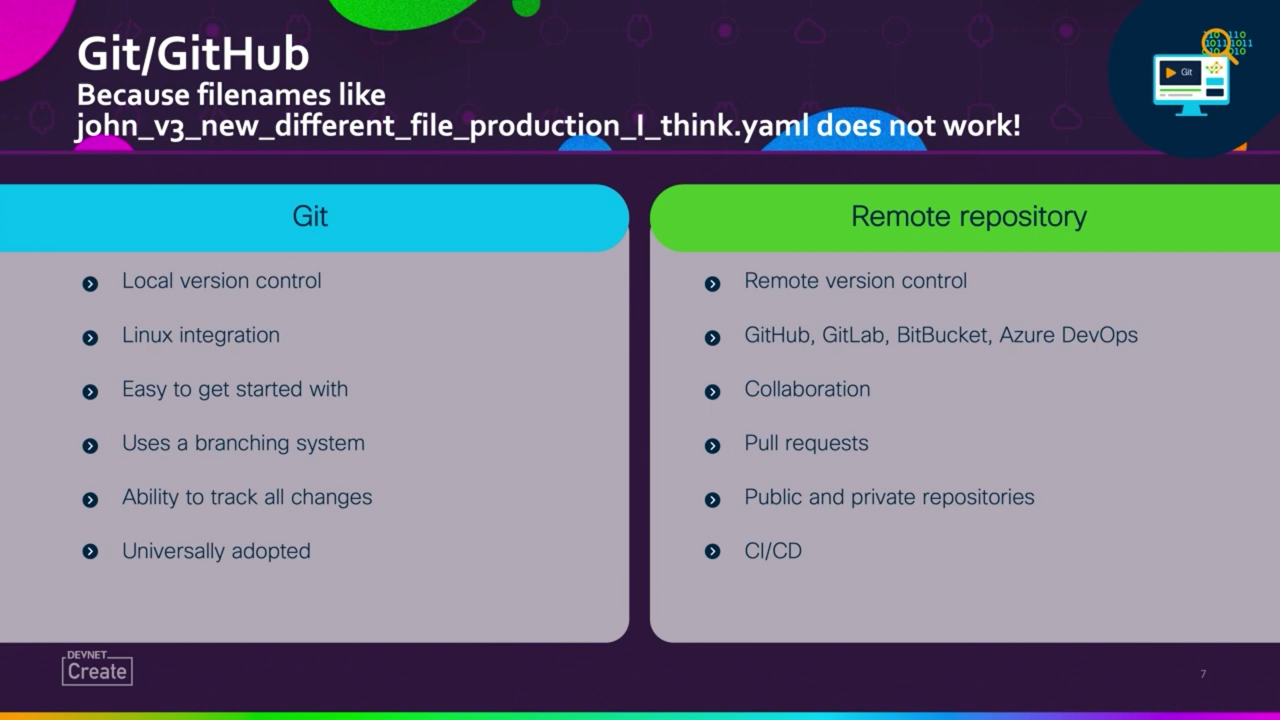 Git/GitHub
Because filenames like
john_v3_new_different_file_production_I_think.yaml does not work!
Git
Git
Local version control
Linux integration
Easy to get started with
Uses a branching system
Ability to track all changes
Universally adopted
Remote repository
Remote version control
GitHub, GitLab, BitBucket, Azure DevOps
Collaboration
Pull requests
Public and private repositories
CI/CD
DEVNET
Create
7